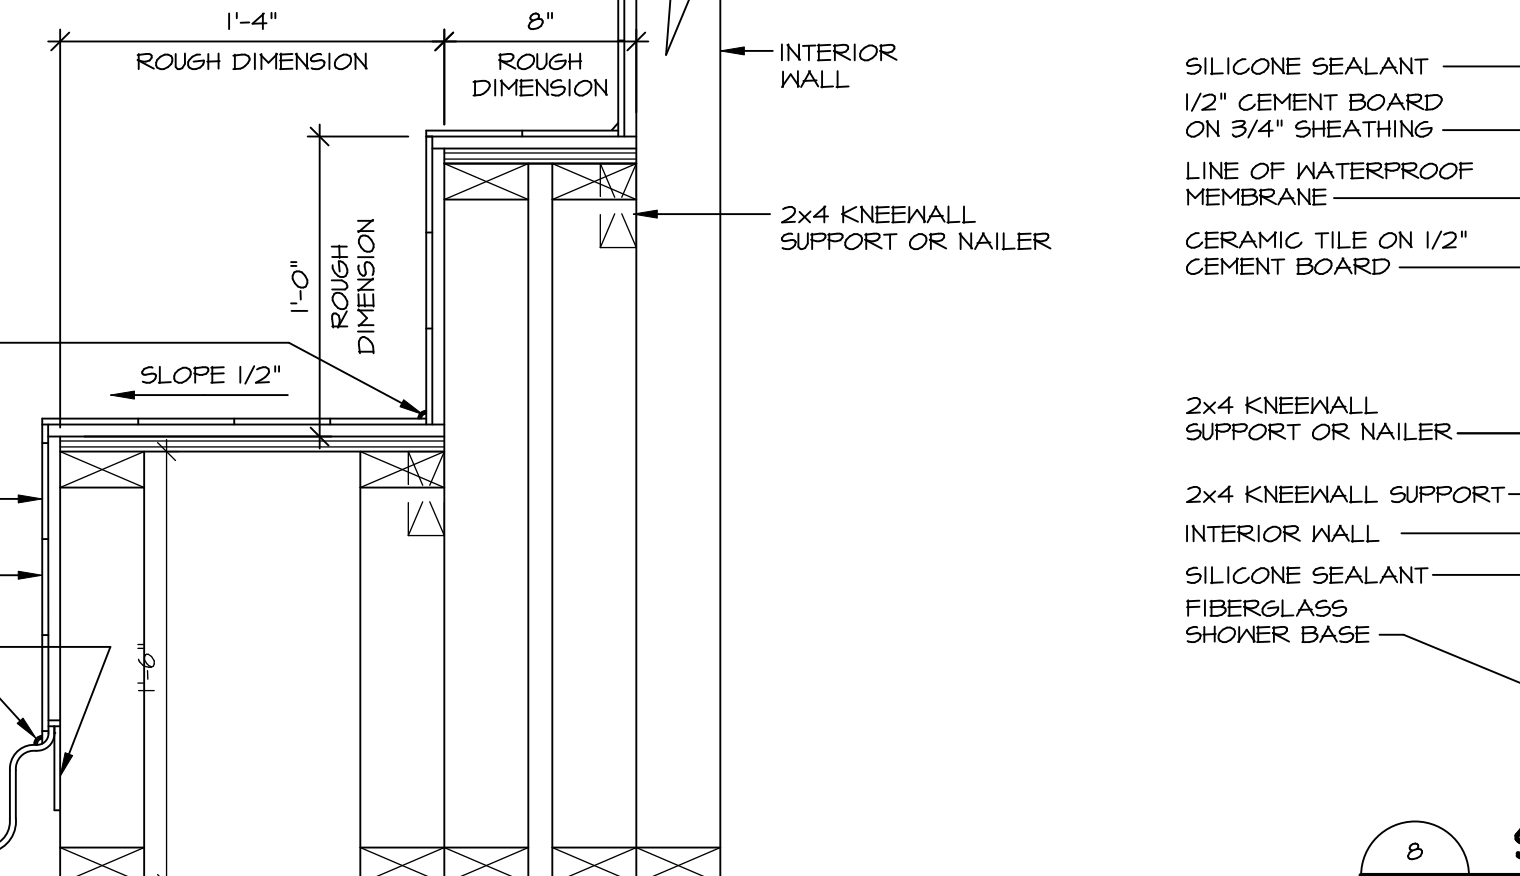 1'-4"
ROUGH DIMENSION
8"
ROUGH
DIMENSION
INTERIOR
WALL
2x4 KNEEWALL
SUPPORT OR NAILER
1'-0"
ROUGH
DIMENSION
SLOPE 1/2"
1'-6"
SILICONE SEALANT
1/2" CEMENT BOARD
ON 3/4" SHEATHING
LINE OF WATERPROOF
MEMBRANE
CERAMIC TILE ON 1/2"
CEMENT BOARD
2x4 KNEEWALL
SUPPORT OR NAILER
2x4 KNEEWALL SUPPORT
INTERIOR WALL
SILICONE SEALANT
FIBERGLASS
SHOWER BASE
8